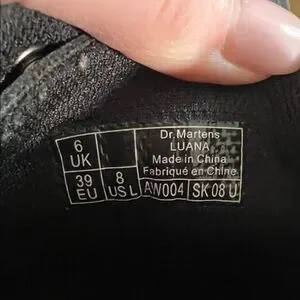 6
UK
39
EU
8
US L
Dr.Martens
LUANA
Made in China
Fabriqué en Chine
AW004
SK 08 U